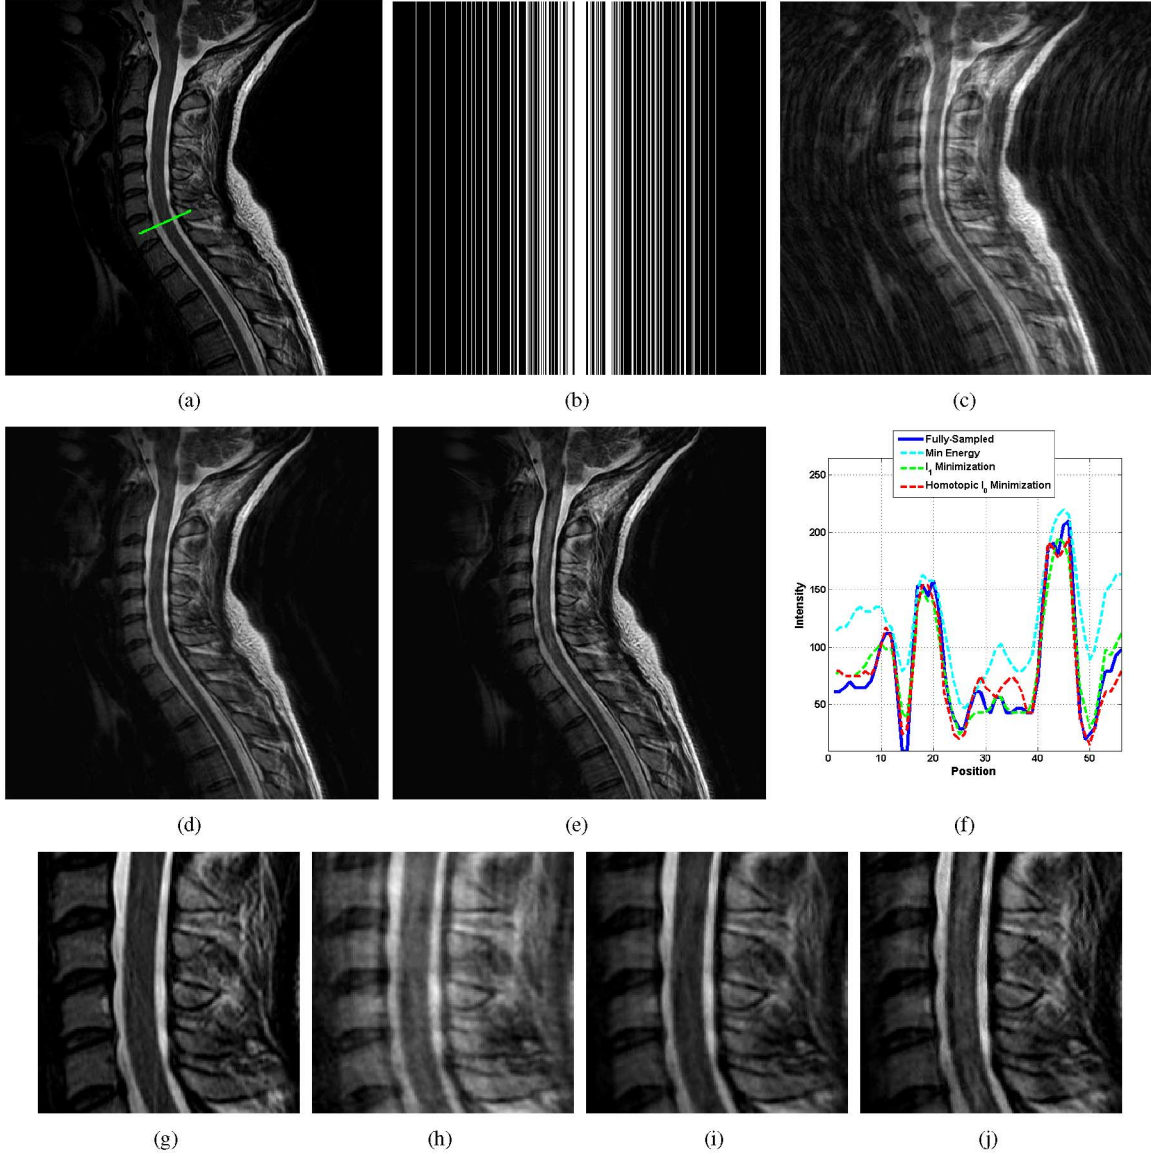 (a)
(b)
(c)
Fully-Sampled
Min Energy
l1 Minimization
Homotopic l0 Minimization
250
200
150
100
50
Intensity
0
10
20
30
40
50
Position
(d)
(e)
(f)
(g)
(h)
(i)
(j)